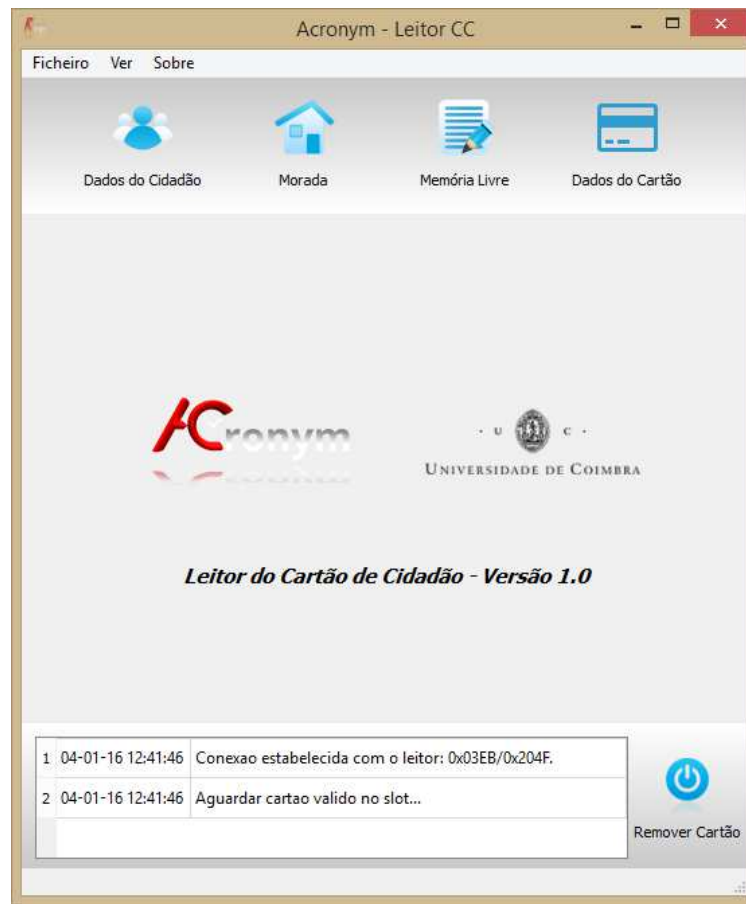 Acronym - Leitor CC
Ficheiro Ver Sobre
Dados do Cidadão Morada Memória Livre Dados do Cartão
ACronym
· U C ·
UNIVERSIDADE DE COIMBRA
Leitor do Cartão de Cidadão - Versão 1.0
1 04-01-16 12:41:46 Conexao estabelecida com o leitor: 0x03EB/0x204F.
2 04-01-16 12:41:46 Aguardar cartao valido no slot...
Remover Cartão